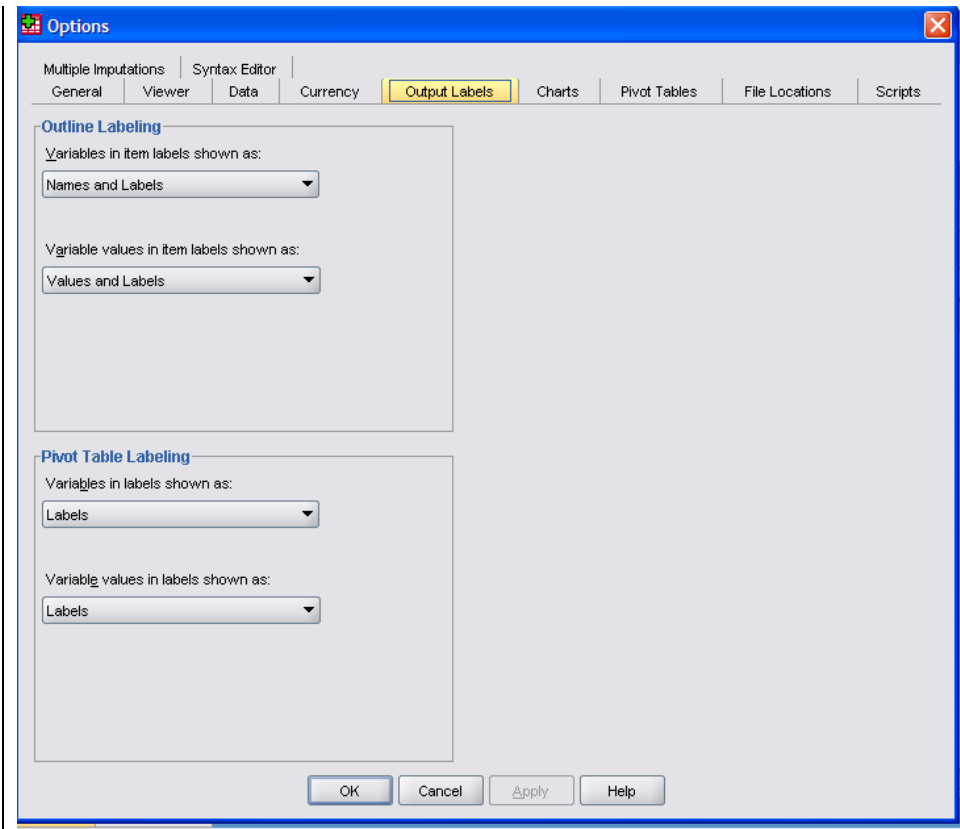 Options
Multiple Imputations Syntax Editor
General Viewer Data Currency Output Labels Charts Pivot Tables File Locations Scripts
Outline Labeling
Variables in item labels shown as:
Names and Labels
Variable values in item labels shown as:
Values and Labels
Pivot Table Labeling
Variables in labels shown as:
Labels
Variable values in labels shown as:
Labels
OK Cancel Apply Help